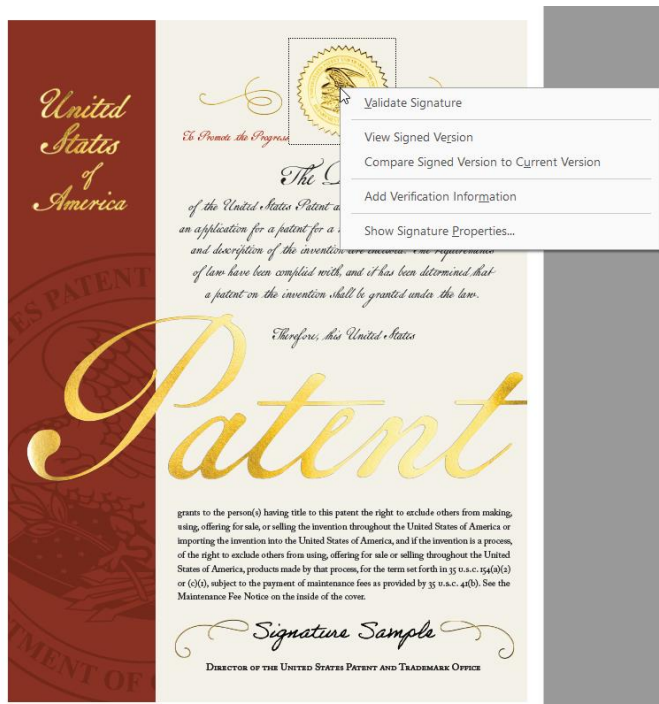 United
States
of
America
To Promote the Progress
Validate Signature
View Signed Version
Compare Signed Version to Current Version
Add Verification Information
Show Signature Properties...
The
of the United States Patent
an application for a patent for a
and description of the invention are enclosed. The requirements
of law have been complied with, and it has been determined that
a patent on the invention shall be granted under the law.
Therefore, this United States
Patent
grants to the person(s) having title to this patent the right to exclude others from making,
using, offering for sale, or selling the invention throughout the United States of America or
importing the invention into the United States of America, and if the invention is a process,
of the right to exclude others from using, offering for sale or selling throughout the United
States of America, products made by that process, for the term set forth in 35 U.S.C. 154(a)(2)
or (c)(1), subject to the payment of maintenance fees as provided by 35 U.S.C. 41(b). See the
Maintenance Fee Notice on the inside of the cover.
Signature Sample
Director of the United States Patent and Trademark Office
S PATENT
TMENT OF